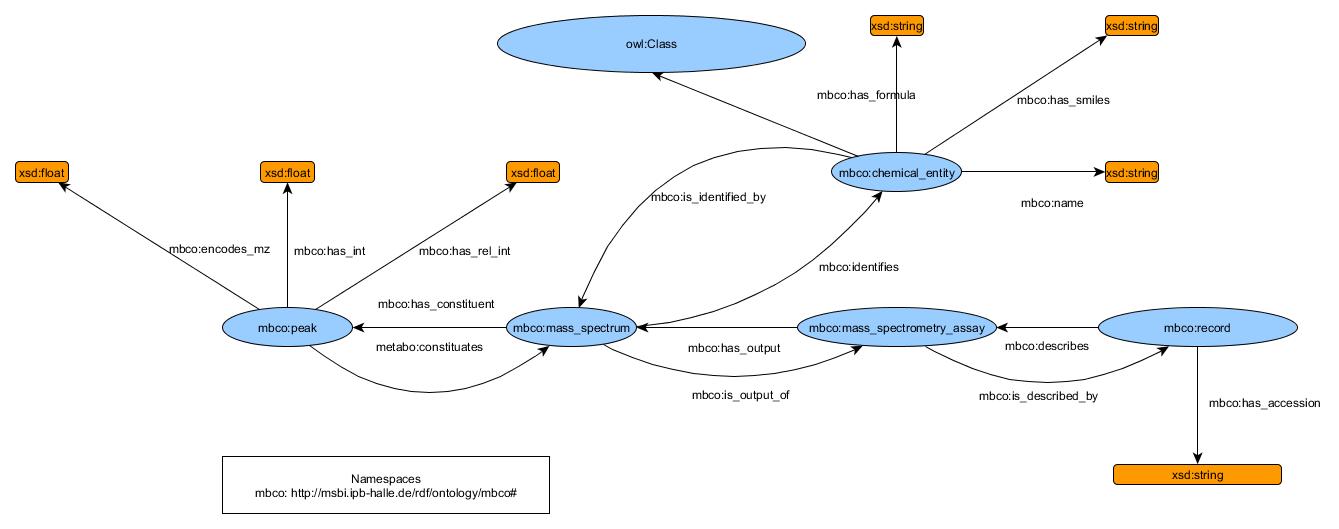 owl:Class
xsd:string
xsd:string
mbco:has_formula
mbco:has_smiles
xsd:float
xsd:float
xsd:float
mbco:chemical_entity
xsd:string
mbco:is_identified_by
mbco:name
mbco:encodes_mz
mbco:has_int
mbco:has_rel_int
mbco:identifies
mbco:has_constituent
mbco:peak
mbco:mass_spectrum
mbco:mass_spectrometry_assay
mbco:record
metabo:constituates
mbco:has_output
mbco:describes
mbco:is_output_of
mbco:is_described_by
mbco:has_accession
xsd:string
Namespaces
mbco: http://msbi.ipb-halle.de/rdf/ontology/mbco#